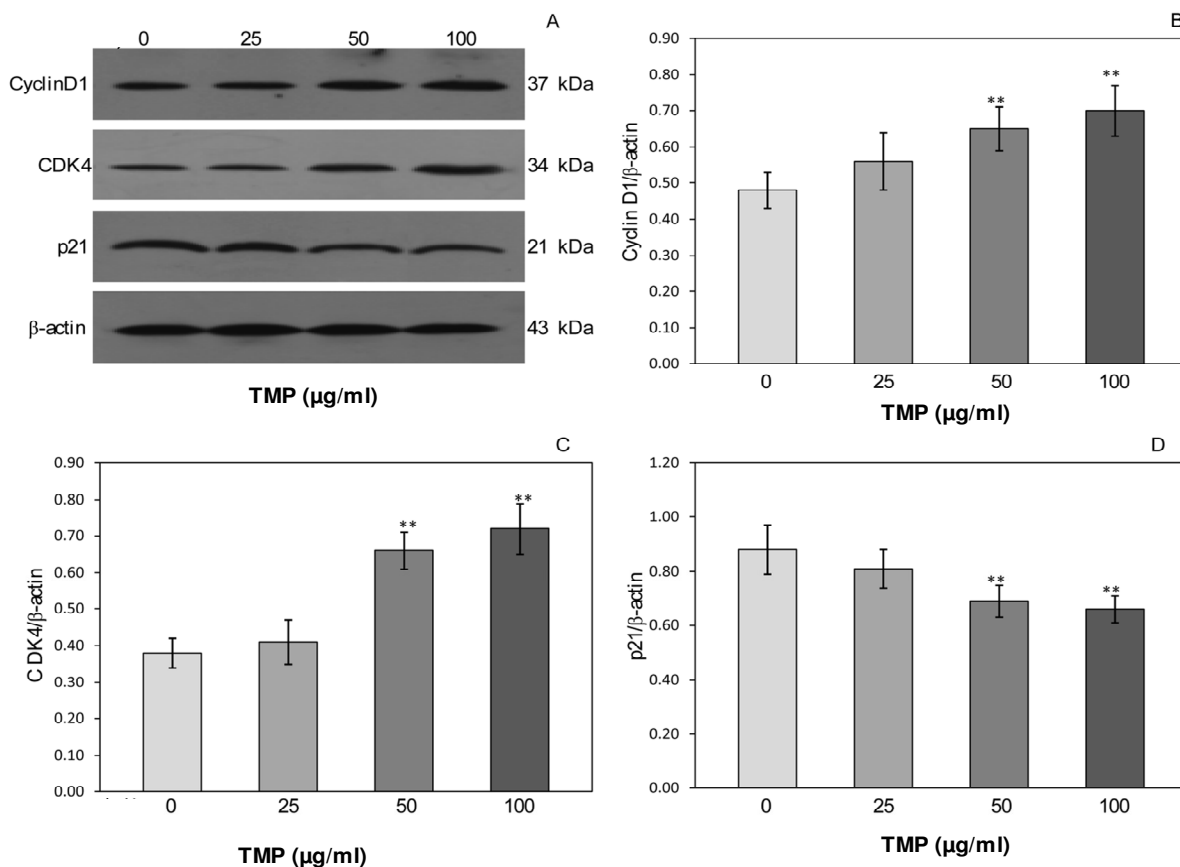 A
0 25 50 100
CyclinD1 37 kDa
CDK4 34 kDa
p21 21 kDa
β-actin 43 kDa
TMP (µg/ml)
B
0.90
0.80
0.70
0.60
0.50
0.40
0.30
0.20
0.10
0.00
Cyclin D1/β-actin
** **
0 25 50 100
TMP (µg/ml)
C
0.90
0.80
0.70
0.60
0.50
0.40
0.30
0.20
0.10
0.00
CDK4/β-actin
** **
0 25 50 100
TMP (µg/ml)
D
1.20
1.00
0.80
0.60
0.40
0.20
0.00
p21/β-actin
** **
0 25 50 100
TMP (µg/ml)